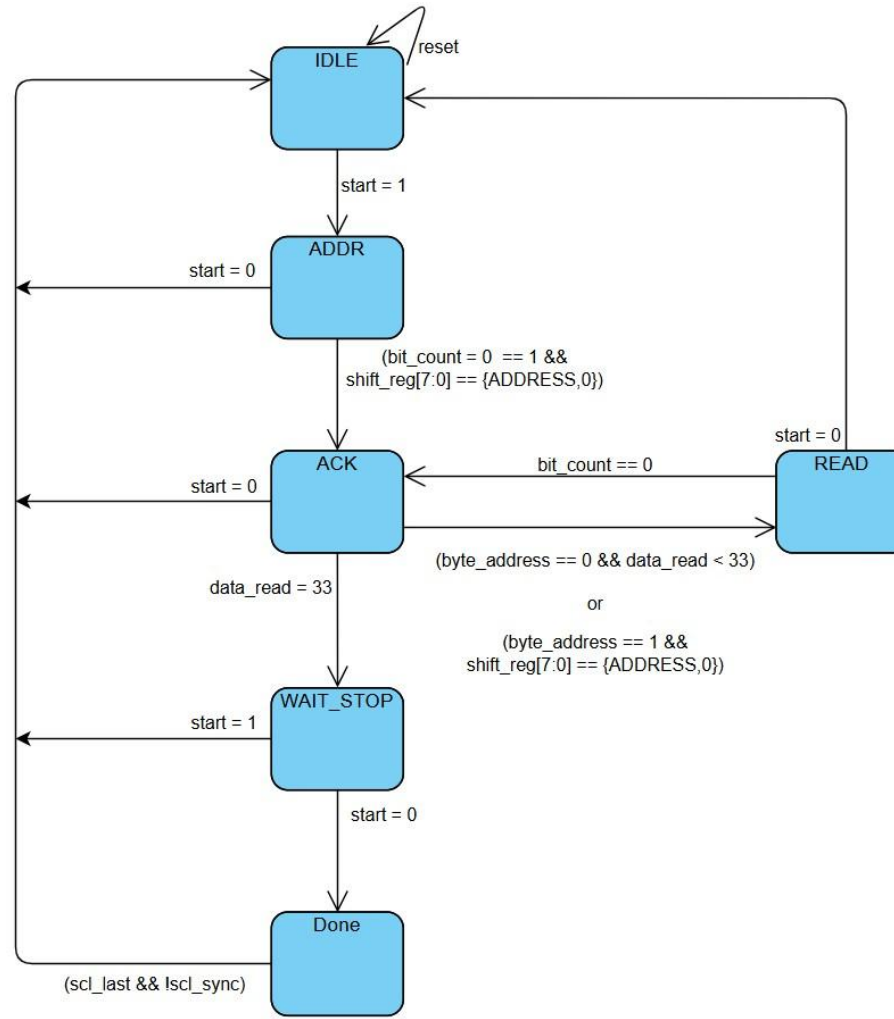 reset
IDLE
start = 1
ADDR
start = 0
(bit_count = 0  == 1 &&
shift_reg[7:0] == {ADDRESS,0})
start = 0
ACK
bit_count == 0
READ
start = 0
(byte_address == 0 && data_read < 33)
data_read = 33
or
(byte_address == 1 &&
shift_reg[7:0] == {ADDRESS,0})
WAIT_STOP
start = 1
start = 0
Done
(scl_last && !scl_sync)